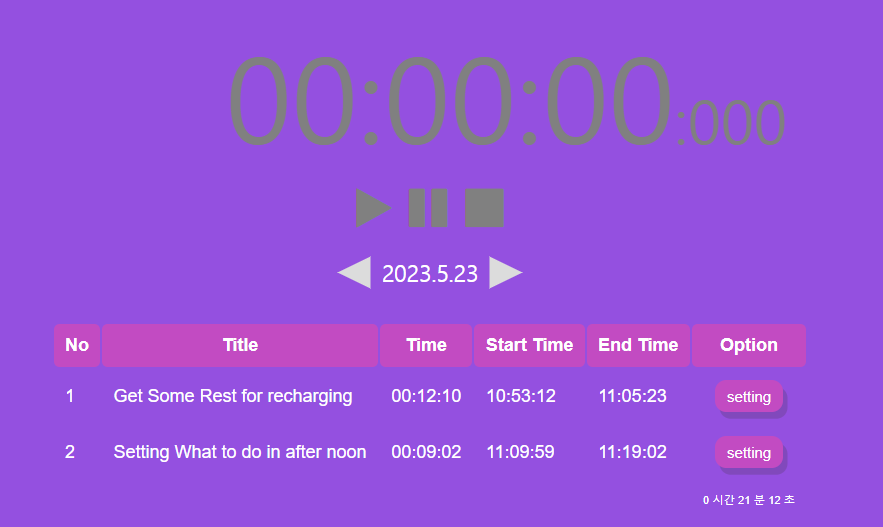 00:00:00:000
2023.5.23
No Title Time Start Time End Time Option
1 Get Some Rest for recharging 00:12:10 10:53:12 11:05:23 setting
2 Setting What to do in after noon 00:09:02 11:09:59 11:19:02 setting
0 시간 21 분 12 초